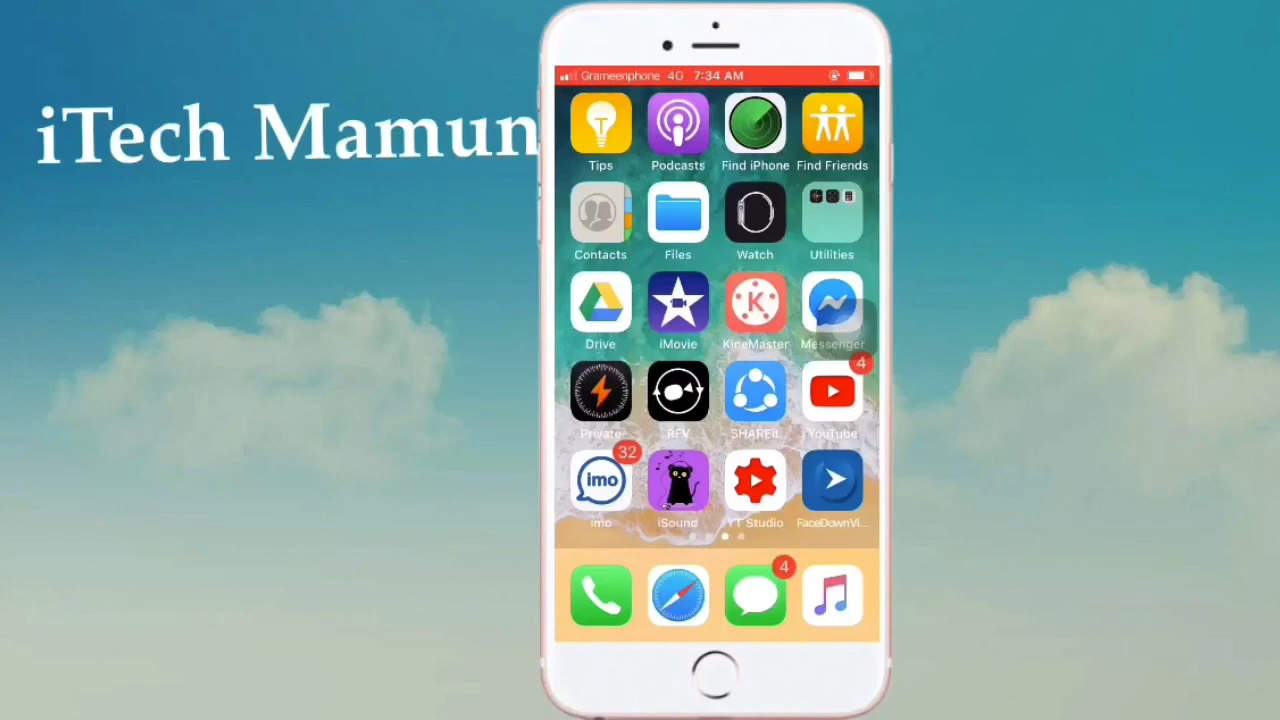 iTech Mamun
Grameenphone 4G 7:34 AM
Tips Podcasts Find iPhone Find Friends
Contacts Files Watch Utilities
Drive iMovie KineMaster Messenger
4
Private RFV SHAREit YouTube
32
imo
imo iSound YT Studio FaceDownVi...
4